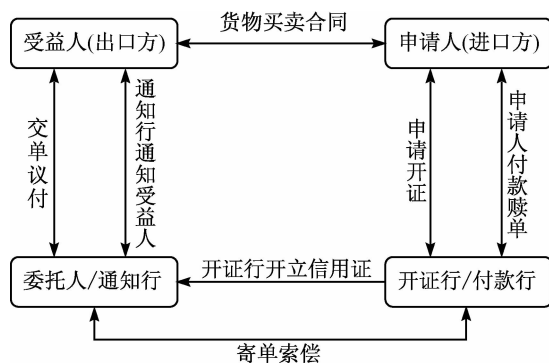 货物买卖合同
受益人(出口方)
申请人(进口方)
交单议付
通知行通知受益人
申请开证
申请人付款赎单
开证行开立信用证
委托人/通知行
开证行/付款行
寄单索偿